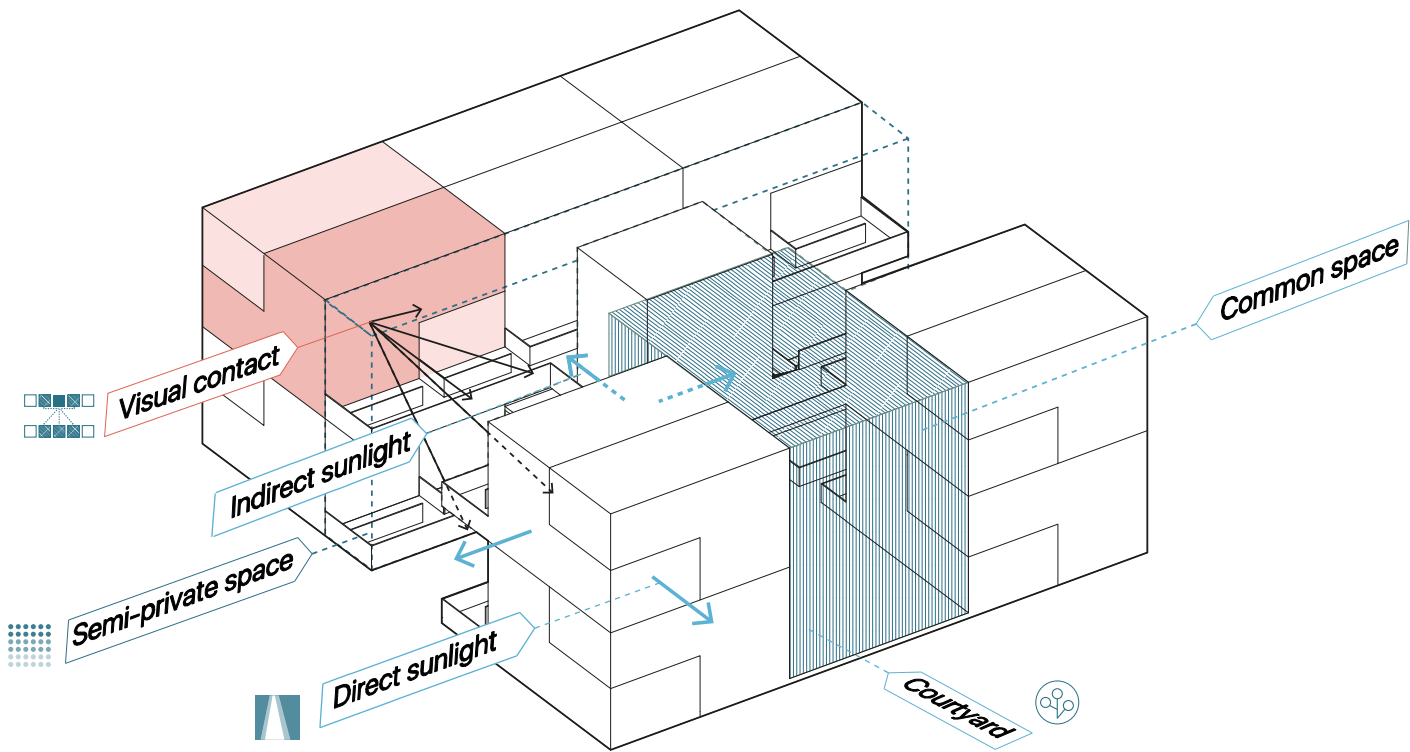 Common space
Visual contact
Indirect sunlight
Semi-private space
Direct sunlight
Courtyard